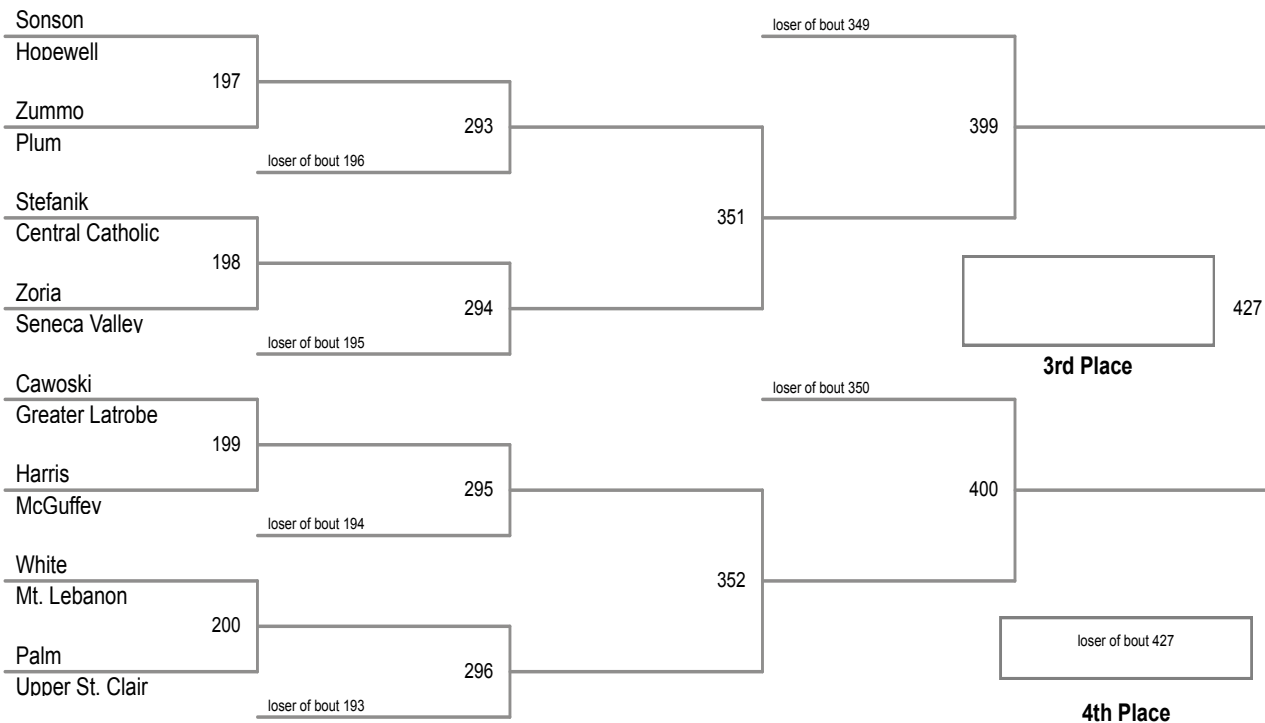 Sonson
loser of bout 349
Hopewell
197
Zummo
293
399
Plum
loser of bout 196
Stefanik
351
Central Catholic
198
Zoria
294
427
Seneca Valley
loser of bout 195
3rd Place
Cawoski
loser of bout 350
Greater Latrobe
199
Harris
295
400
McGuffey
loser of bout 194
White
352
Mt. Lebanon
200
loser of bout 427
Palm
296
Upper St. Clair
loser of bout 193
4th Place